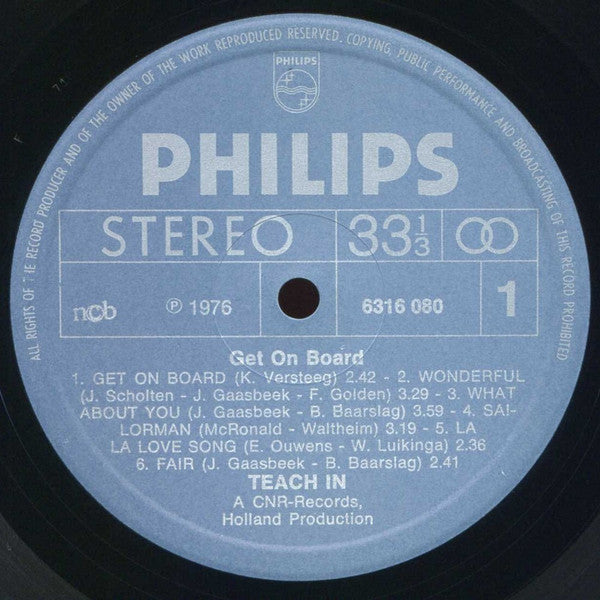 ALL RIGHTS OF THE RECORD PRODUCER AND OF THE OWNER OF THE WORK REPRODUCED RESERVED. COPYING, PUBLIC PERFORMANCE AND BROADCASTING OF THIS RECORD PROHIBITED
PHILIPS
PHILIPS
STEREO 33 1/3
ncb ℗ 1976 6316 080 1
Get On Board
1. GET ON BOARD (K. Versteeg) 2.42 - 2. WONDERFUL
(J. Scholten - J. Gaasbeek - F. Golden) 3.29 - 3. WHAT
ABOUT YOU (J. Gaasbeek - B. Baarslag) 3.59 - 4. SAI-
LORMAN (McRonald - Waltheim) 3.19 - 5. LA
LA LOVE SONG (E. Ouwens - W. Luikinga) 2.36
6. FAIR (J. Gaasbeek - B. Baarslag) 2.41
TEACH IN
A CNR-Records,
Holland Production